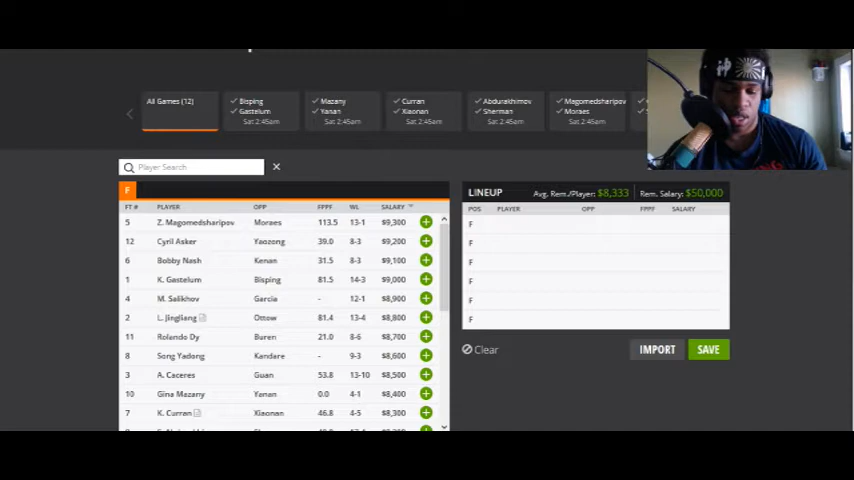 All Games (12)
Bisping
Gastelum
Sat 2:45am
Mazany
Yanan
Sat 2:45am
Curran
Xiaonan
Sat 2:45am
Abdurakhimov
Sherman
Sat 2:45am
Magomedsharipov
Moraes
Sat 2:45am
Player Search
F
FT # PLAYER OPP FPPF WL SALARY
5 Z. Magomedsharipov Moraes 113.5 13-1 $9,300
12 Cyril Asker Yaozong 39.0 8-3 $9,200
6 Bobby Nash Kenan 31.5 8-3 $9,100
1 K. Gastelum Bisping 81.5 14-3 $9,000
4 M. Salikhov Garcia - 12-1 $8,900
2 L. Jingliang Ottow 81.4 13-4 $8,800
11 Rolando Dy Buren 21.0 8-6 $8,700
8 Song Yadong Kandare - 9-3 $8,600
3 A. Caceres Guan 53.8 13-10 $8,500
10 Gina Mazany Yanan 0.0 4-1 $8,400
7 K. Curran Xiaonan 46.8 4-5 $8,300
LINEUP Avg. Rem./Player: $8,333 Rem. Salary: $50,000
POS PLAYER OPP FPPF SALARY
F
F
F
F
F
F
Clear
IMPORT
SAVE